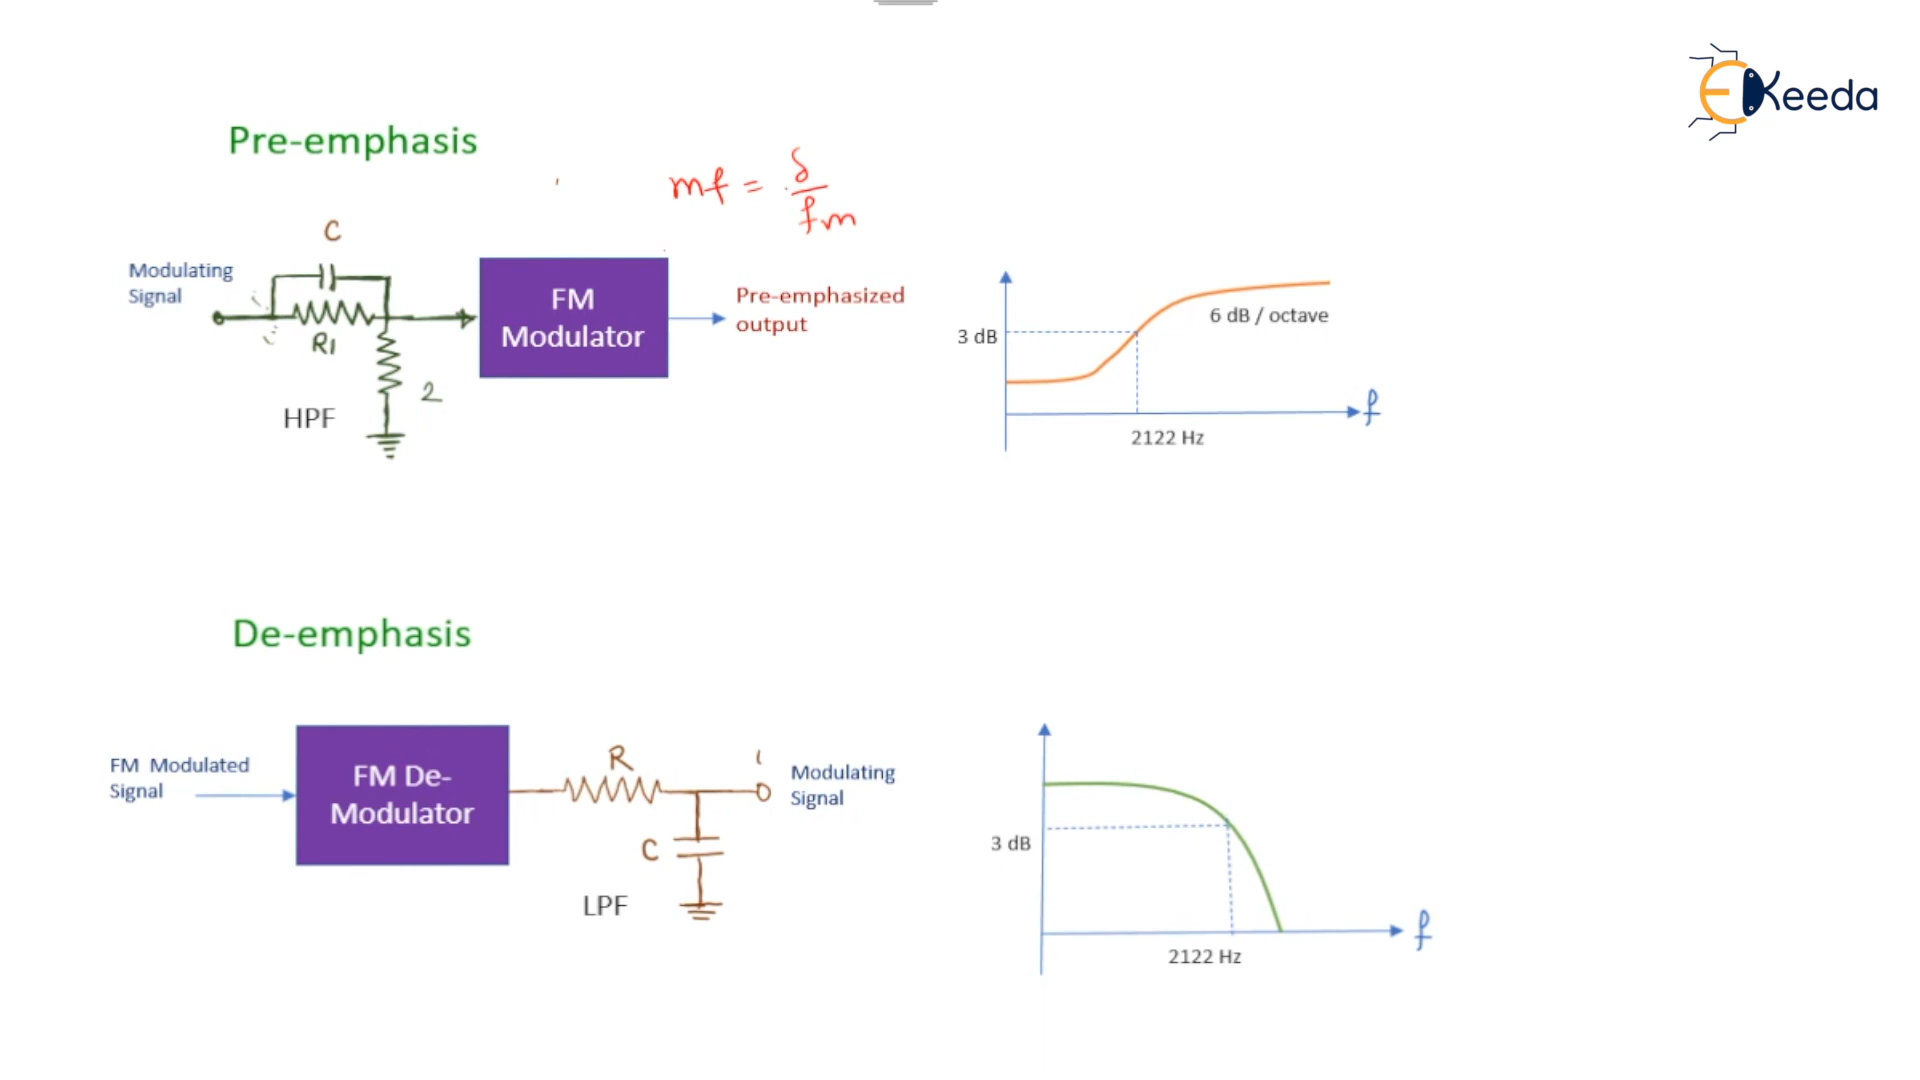 EKeeda
Pre-emphasis
mf = δ
fm
C
Modulating
Signal
R1
2
HPF
FM
Modulator
Pre-emphasized
output
3 dB
6 dB / octave
f
2122 Hz
De-emphasis
FM Modulated
Signal
FM De-
Modulator
R
C
LPF
Modulating
Signal
3 dB
f
2122 Hz